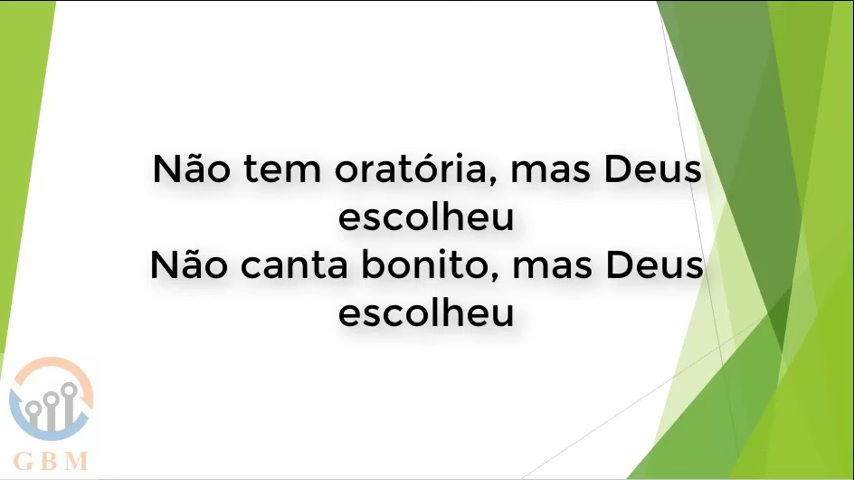 Não tem oratória, mas Deus
escolheu
Não canta bonito, mas Deus
escolheu
GBM